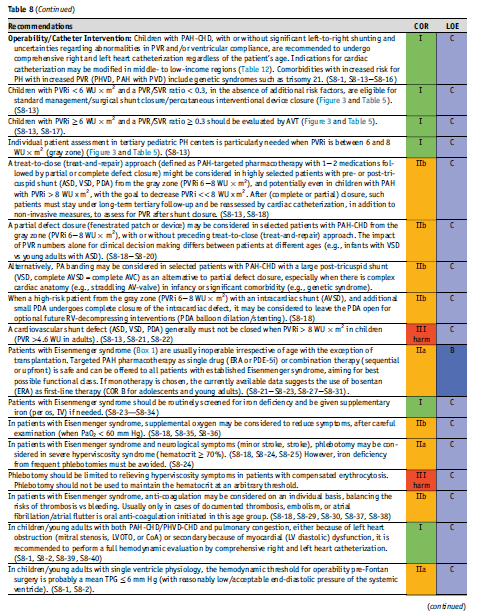 Table 8 (Continued)
Recommendations COR LOE
Operability/Catheter Intervention: Children with PAH-CHD, with or without significant left-to-right shunting and I C
uncertainties regarding abnormalities in PVR and/or ventricular compliance, are recommended to undergo
comprehensive right and left heart catheterization regardless of the patient's age. Indications for cardiac
catheterization may be modified in middle- to low-income regions (Table 12). Comorbidities with increased risk for
PH with increased PVR (PHVD, PAH with PVD) include genetic syndromes such as trisomy 21. (S8-1, S8-13−S8-16)
Children with PVRi < 6 WU × m² and a PVR/SVR ratio < 0.3, in the absence of additional risk factors, are eligible for I C
standard management/surgical shunt closure/percutaneous interventional device closure (Figure 3 and Table 5).
(S8-13)
Children with PVRi ≥ 6 WU × m² and a PVR/SVR ratio ≥ 0.3 should be evaluated by AVT (Figure 3 and Table 5). I C
(S8-13, S8-17).
Individual patient assessment in tertiary pediatric PH centers is particularly needed when PVRi is between 6 and 8 I C
WU × m² (gray zone) (Figure 3 and Table 5). (S8-13)
A treat-to-close (treat-and-repair) approach (defined as PAH-targeted pharmacotherapy with 1−2 medications fol- IIb C
lowed by partial or complete defect closure) might be considered in highly selected patients with pre- or post-tri-
cuspid shunt (ASD, VSD, PDA) from the gray zone (PVRi 6−8 WU × m²), and potentially even in children with PAH
with PVRi > 8 WU x m², with the goal to decrease PVRi <<8 WU × m². After (complete or partial) closure, such
patients must stay under long-term tertiary followup and be reassessed by cardiac catheterization, in addition to
non-invasive measures, to assess for PVR after shunt closure. (S8-13, S8-18)
A partial defect closure (fenestrated patch or device) may be considered in selected patients with PAH-CHD from the IIb C
gray zone (PVRi 6−8 WU × m²), with or without preceding treat-to-close (treat-and-repair) approach. The impact
of PVR numbers alone for clinical decision making differs between patients at different ages (e.g., infants with VSD
vs young adults with ASD). (S8-18−S8-20)
Alternatively, PA banding may be considered in selected patients with PAH-CHD with a large post-tricuspid shunt IIb C
(VSD, complete AVSD = complete AVC) as an alternative to partial defect closure, especially when there is complex
cardiac anatomy (e.g., straddling AV-valve) in infancy or significant comorbidity (e.g., genetic syndrome).
When a high-risk patient from the gray zone (PVRi 6−8 WU × m²) with an intracardiac shunt (AVSD), and additional IIb C
small PDA undergoes complete closure of the intracardiac defect, it may be considered to leave the PDA open for
optional future RV-decompressing interventions (PDA balloon dilation/stenting). (S8-18)
A cardiovascular shunt defect (ASD, VSD, PDA) generally must not be closed when PVRi > 8 WU × m² in children III C
(PVR >4.6 WU in adults). (S8-13, S8-21, S8-22) harm
Patients with Eisenmenger syndrome (Box 1) are usually inoperable irrespective of age with the exception of IIa B
transplantation. Targeted PAH pharmacotherapy as single drug (ERA or PDE-5i) or combination therapy (sequential
or upfront) is safe and can be offered to all patients with established Eisenmenger syndrome, aiming for best
possible functional class. If monotherapy is chosen, the currently available data suggests the use of bosentan
(ERA) as first-line therapy (COR B for adolescents and young adults). (S8-21−S8-23, S8-27−S8-31).
Patients with Eisenmenger syndrome should be routinely screened for iron deficiency and be given supplementary I C
iron (per os, IV) if needed. (S8-23−S8-34)
In patients with Eisenmenger syndrome, supplemental oxygen may be considered to reduce symptoms, after careful IIb C
examination (when PaO₂ < 60 mm Hg). (S8-18, S8-35, S8-36)
In patients with Eisenmenger syndrome and neurological symptoms (minor stroke, stroke), phlebotomy may be con- IIa C
sidered in severe hyperviscosity syndrome (hematocrit ≥ 70%). (S8-18, S8-24, S8-25) However, iron deficiency
from frequent phlebotomies must be avoided. (S8-24)
Phlebotomy should be limited to relieving hyperviscosity symptoms in patients with compensated erythrocytosis. III C
Phlebotomy should not be used to maintain the hematocrit at an arbitrary threshold. harm
In patients with Eisenmenger syndrome, anti-coagulation may be considered on an individual basis, balancing the IIb C
risks of thrombosis vs bleeding. Usually only in cases of documented thrombosis, embolism, or atrial
fibrillation/atrial flutter is oral anti-coagulation initiated in this age group. (S8-18, S8-29, S8-30, S8-37, S8-38)
In children/young adults with both PAH-CHD/PHVD-CHD and pulmonary congestion, either because of left heart I C
obstruction (mitral stenosis, LVOTO, or CoA) or secondary because of myocardial (LV diastolic) dysfunction, it is
recommended to perform a full hemodynamic evaluation by comprehensive right and left heart catheterization.
(S8-1, S8-2, S8-39, S8-40)
In children/young adults with single ventricle physiology, the hemodynamic threshold for operability pre-Fontan IIa C
surgery is probably a mean TPG ≤ 6 mm Hg (with reasonably low/acceptable end-diastolic pressure of the systemic
ventricle). (S8-1, S8-2).
(continued)